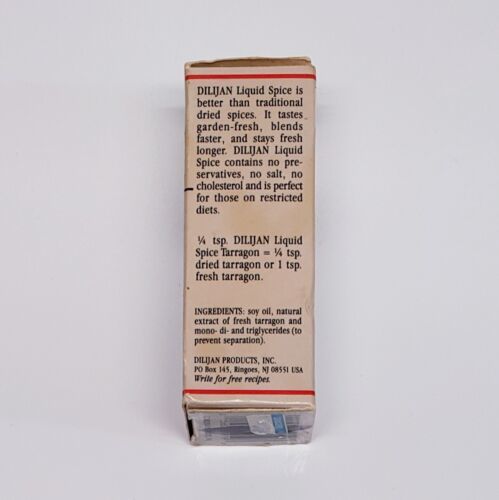 DILIJAN Liquid Spice is
better than traditional
dried spices. It tastes
garden-fresh, blends
faster, and stays fresh
longer. DILIJAN Liquid
Spice contains no pre-
servatives, no salt, no
cholesterol and is perfect
for those on restricted
diets.
¼ tsp. DILIJAN Liquid
Spice Tarragon = ¼ tsp.
dried tarragon or 1 tsp.
fresh tarragon.
INGREDIENTS: soy oil, natural
extract of fresh tarragon and
mono- di- and triglycerides (to
prevent separation).
DILIJAN PRODUCTS, INC.
PO Box 145, Ringoes, NJ 08551 USA
Write for free recipes.